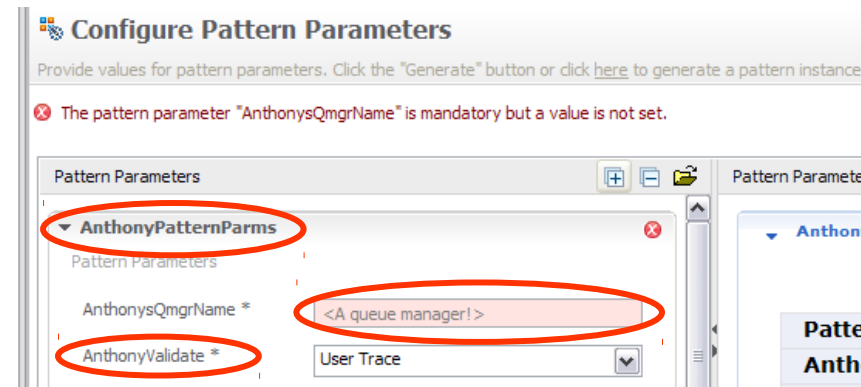 Configure Pattern Parameters
Provide values for pattern parameters. Click the "Generate" button or click here to generate a pattern instance
The pattern parameter "AnthonysQmgrName" is mandatory but a value is not set.
Pattern Parameters
Pattern Paramete
AnthonyPatternParms
Anthon
Pattern Parameters
AnthonysQmgrName *
<A queue manager!>
Patte
AnthonyValidate *
User Trace
Anth